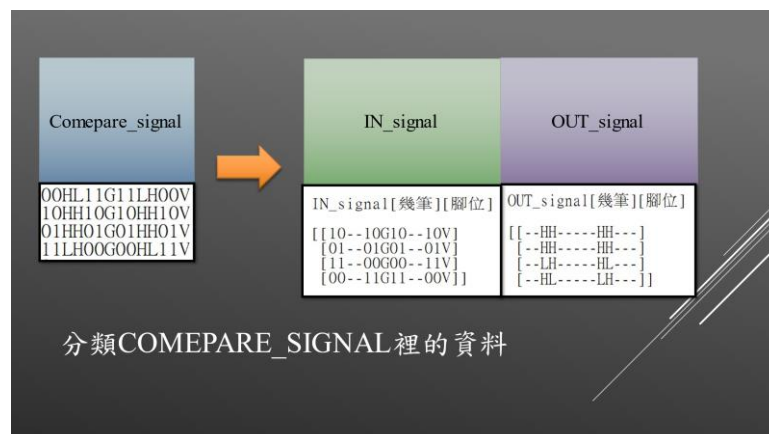 Comepare_signal
IN_signal
OUT_signal
00HL11G11LH00V
10HH10G10HH10V
01HH01G01HH01V
11LH00G00HL11V
IN_signal[幾筆][腳位]
[[10--10G10--10V]
[01--01G01--01V]
[11--00G00--11V]
[00--11G11--00V]]
OUT_signal[幾筆][腳位]
[[--HH-----HH---]
[--HH-----HH---]
[--LH-----HL---]
[--HL-----LH---]]
分類COMEPARE_SIGNAL裡的資料